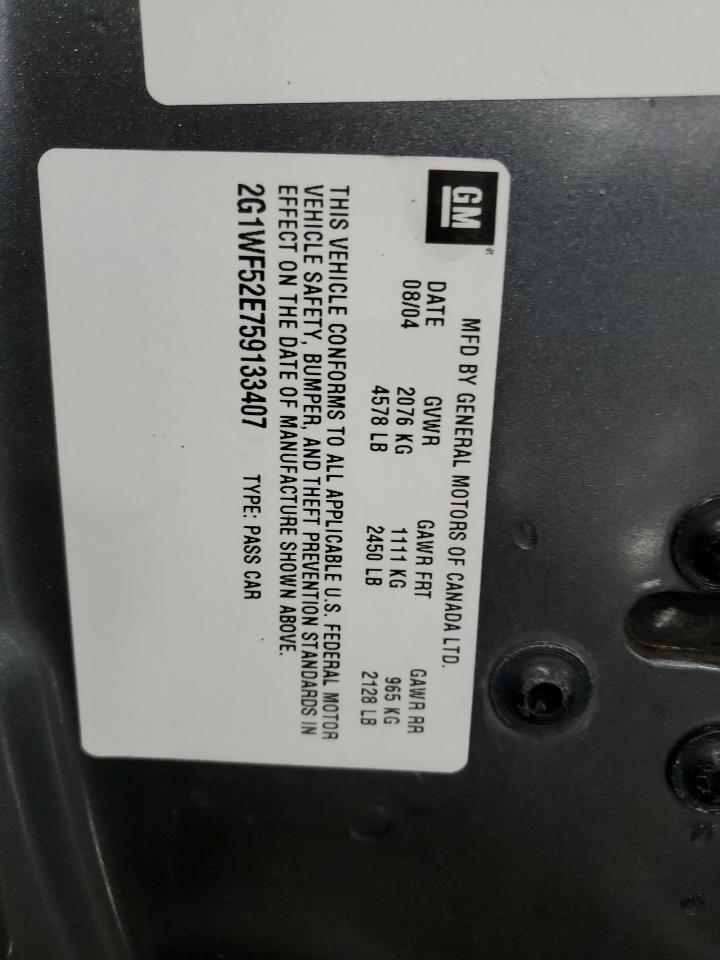 GM
MFD BY GENERAL MOTORS OF CANADA LTD.
DATE GVWR GAWR FRT GAWR RR
08/04 2076 KG 1111 KG 965 KG
4578 LB 2450 LB 2128 LB
THIS VEHICLE CONFORMS TO ALL APPLICABLE U.S. FEDERAL MOTOR
VEHICLE SAFETY, BUMPER, AND THEFT PREVENTION STANDARDS IN
EFFECT ON THE DATE OF MANUFACTURE SHOWN ABOVE.
2G1WF52E759133407 TYPE: PASS CAR